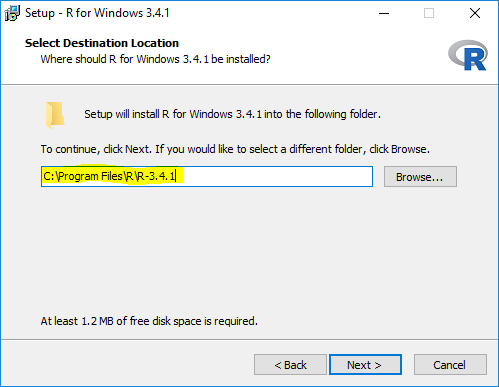 Setup - R for Windows 3.4.1
Select Destination Location
Where should R for Windows 3.4.1 be installed?
R
Setup will install R for Windows 3.4.1 into the following folder.
To continue, click Next. If you would like to select a different folder, click Browse.
C:\Program Files\R\R-3.4.1
Browse...
At least 1.2 MB of free disk space is required.
< Back
Next >
Cancel